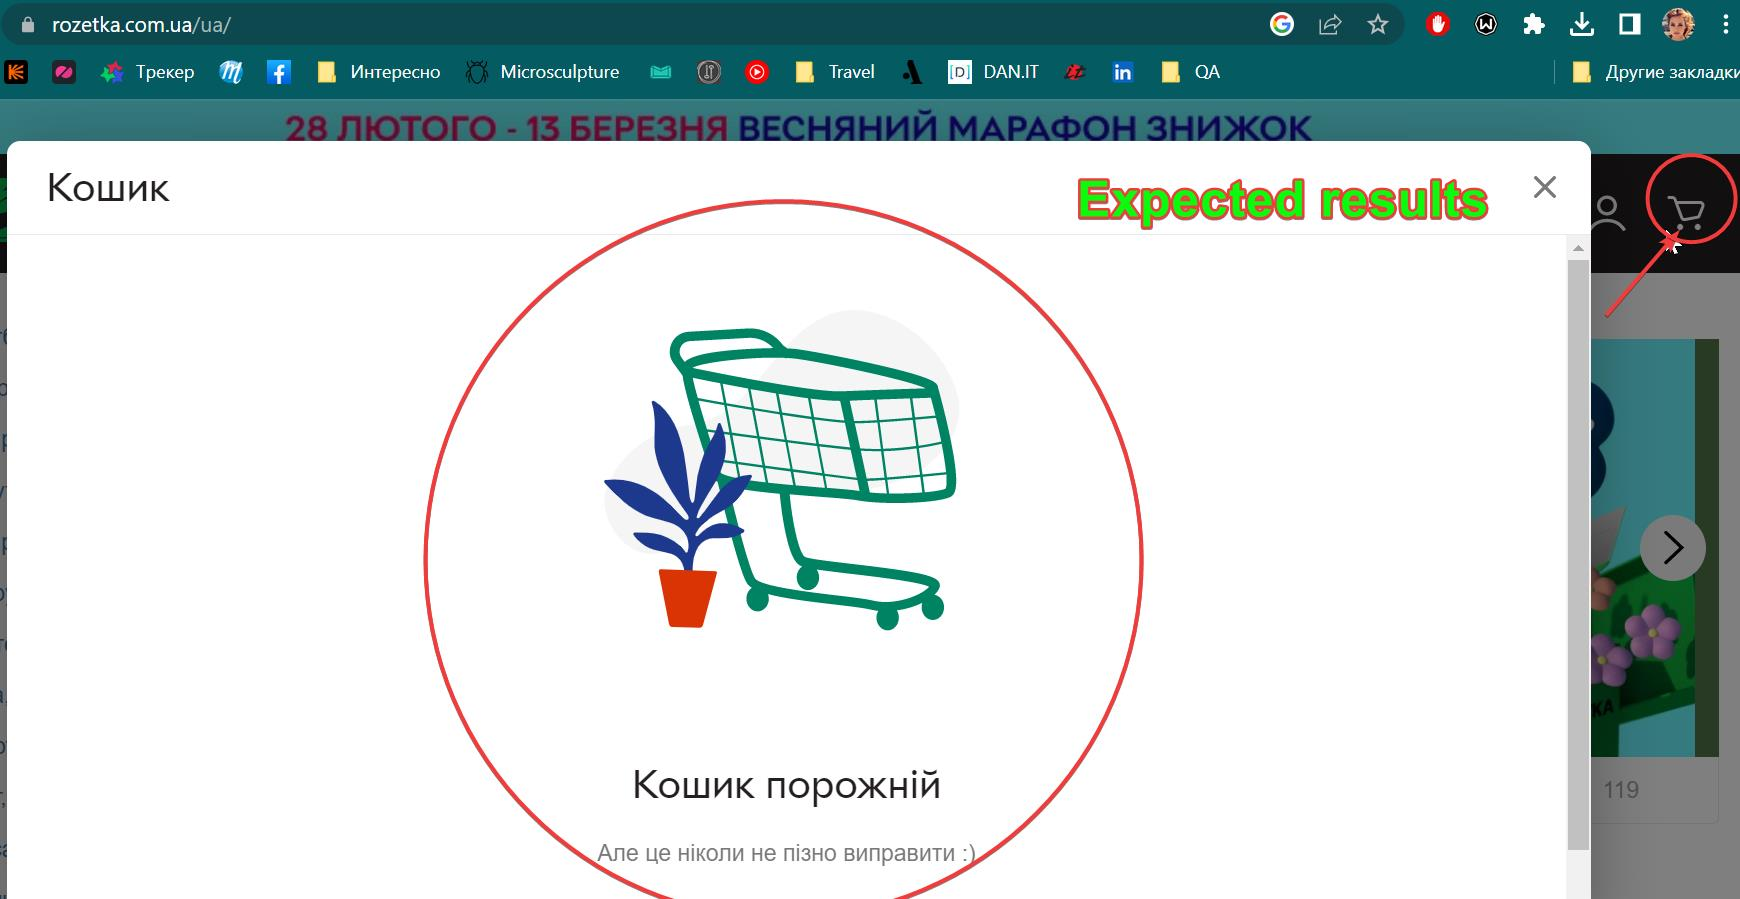 rozetka.com.ua/ua/
Трекер Интересно Microsculpture Travel [D] DAN.IT in QA Другие закладки
28 ЛЮТОГО - 13 БЕРЕЗНЯ ВЕСНЯНИЙ МАРАФОН ЗНИЖОК
Кошик
Expected results
Кошик порожній
119
Але це ніколи не пізно виправити :)